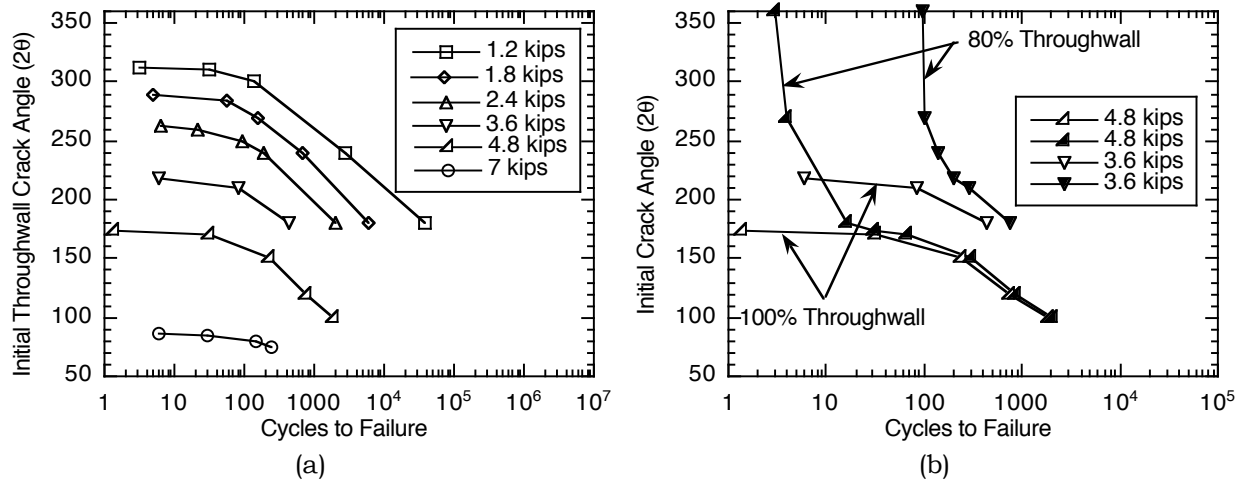 Initial Throughwall Crack Angle (2θ)
350
300
250
200
150
100
50
1.2 kips
1.8 kips
2.4 kips
3.6 kips
4.8 kips
7 kips
1 10 100 1000 10⁴ 10⁵ 10⁶ 10⁷
Cycles to Failure
(a)
Initial Crack Angle (2θ)
350
300
250
200
150
100
50
80% Throughwall
4.8 kips
4.8 kips
3.6 kips
3.6 kips
100% Throughwall
1 10 100 1000 10⁴ 10⁵
Cycles to Failure
(b)